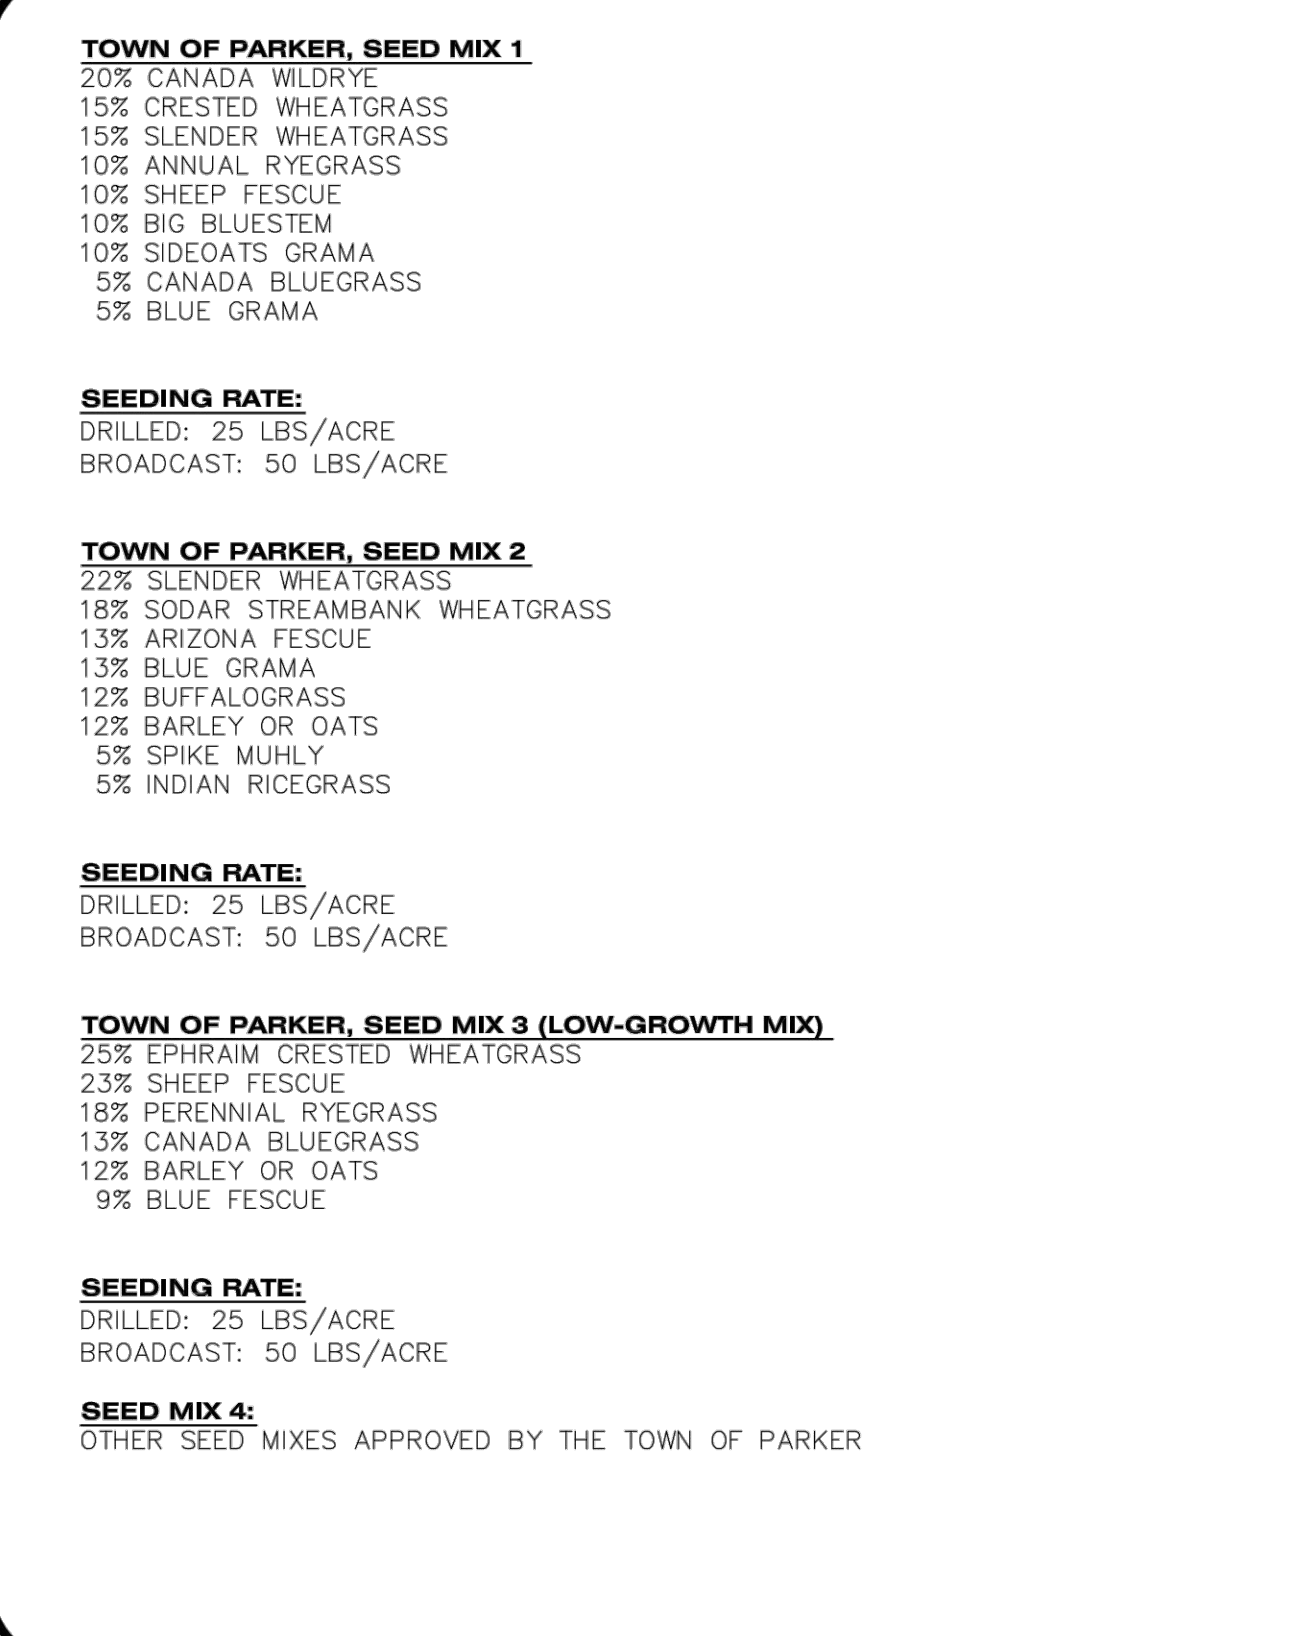 TOWN OF PARKER, SEED MIX 1
20% CANADA WILDRYE
15% CRESTED WHEATGRASS
15% SLENDER WHEATGRASS
10% ANNUAL RYEGRASS
10% SHEEP FESCUE
10% BIG BLUESTEM
10% SIDEOATS GRAMA
5% CANADA BLUEGRASS
5% BLUE GRAMA
SEEDING RATE:
DRILLED: 25 LBS/ACRE
BROADCAST: 50 LBS/ACRE
TOWN OF PARKER, SEED MIX 2
22% SLENDER WHEATGRASS
18% SODAR STREAMBANK WHEATGRASS
13% ARIZONA FESCUE
13% BLUE GRAMA
12% BUFFALOGRASS
12% BARLEY OR OATS
5% SPIKE MUHLY
5% INDIAN RICEGRASS
SEEDING RATE:
DRILLED: 25 LBS/ACRE
BROADCAST: 50 LBS/ACRE
TOWN OF PARKER, SEED MIX 3 (LOW-GROWTH MIX)
25% EPHRAIM CRESTED WHEATGRASS
23% SHEEP FESCUE
18% PERENNIAL RYEGRASS
13% CANADA BLUEGRASS
12% BARLEY OR OATS
9% BLUE FESCUE
SEEDING RATE:
DRILLED: 25 LBS/ACRE
BROADCAST: 50 LBS/ACRE
SEED MIX 4:
OTHER SEED MIXES APPROVED BY THE TOWN OF PARKER